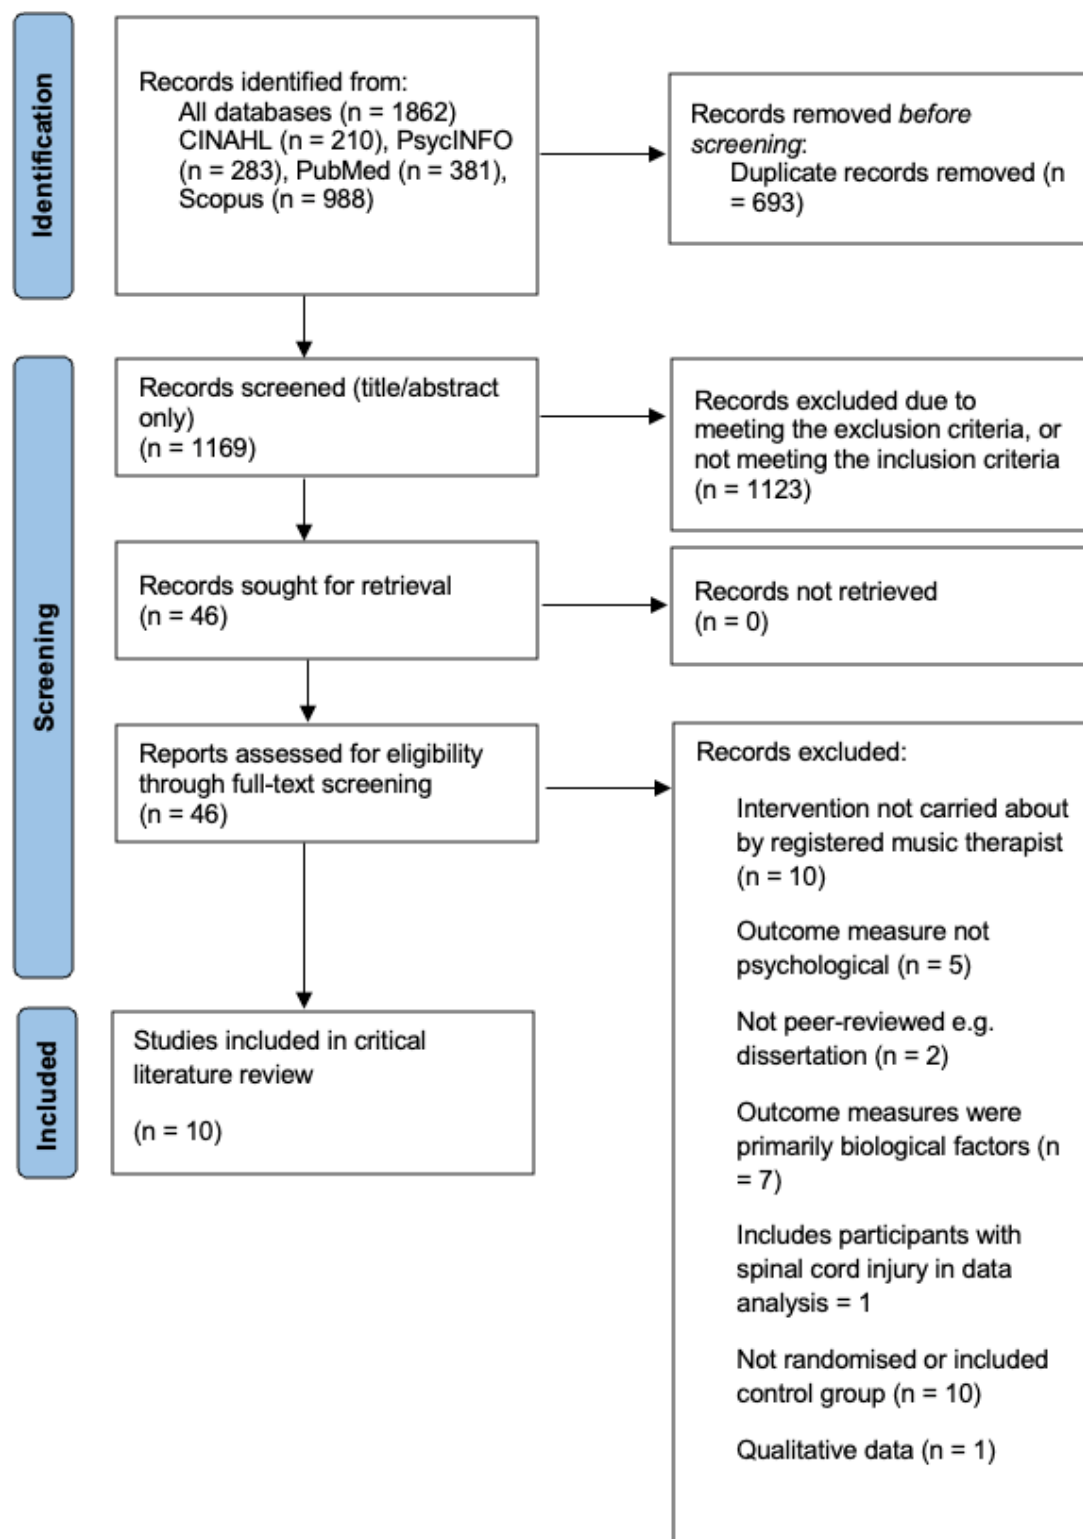 Identification
Records identified from:
All databases (n = 1862)
CINAHL (n = 210), PsycINFO
(n = 283), PubMed (n = 381),
Scopus (n = 988)
Records removed before
screening:
Duplicate records removed (n
= 693)
Screening
Records screened (title/abstract
only)
(n = 1169)
Records excluded due to
meeting the exclusion criteria, or
not meeting the inclusion criteria
(n = 1123)
Records sought for retrieval
(n = 46)
Records not retrieved
(n = 0)
Reports assessed for eligibility
through full-text screening
(n = 46)
Records excluded:
Intervention not carried about
by registered music therapist
(n = 10)
Outcome measure not
psychological (n = 5)
Not peer-reviewed e.g.
dissertation (n = 2)
Outcome measures were
primarily biological factors (n
= 7)
Includes participants with
spinal cord injury in data
analysis = 1
Not randomised or included
control group (n = 10)
Qualitative data (n = 1)
Included
Studies included in critical
literature review
(n = 10)